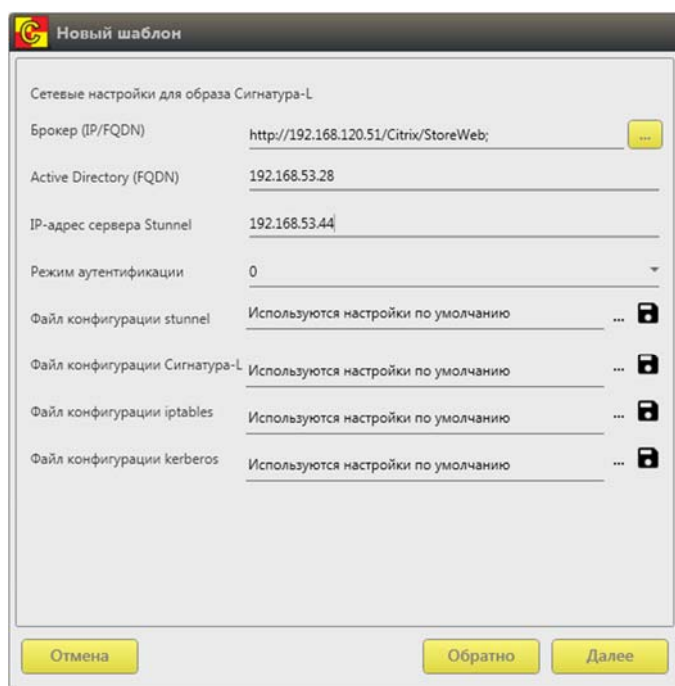 Новый шаблон
Сетевые настройки для образа Сигнатура-L
Брокер (IP/FQDN) http://192.168.120.51/Citrix/StoreWeb; ...
Active Directory (FQDN) 192.168.53.28
IP-адрес сервера Stunnel 192.168.53.44
Режим аутентификации 0
Файл конфигурации stunnel Используются настройки по умолчанию ...
Файл конфигурации Сигнатура-L Используются настройки по умолчанию ...
Файл конфигурации iptables Используются настройки по умолчанию ...
Файл конфигурации kerberos Используются настройки по умолчанию ...
Отмена Обратно Далее